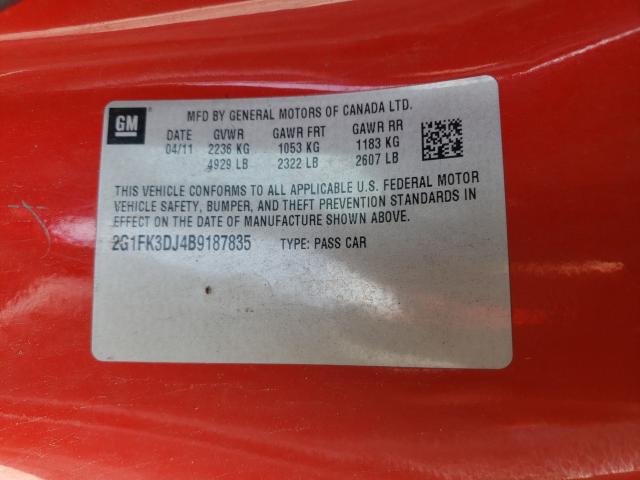 GM
MFD BY GENERAL MOTORS OF CANADA LTD.
DATE GVWR GAWR FRT GAWR RR
04/11 2236 KG 1053 KG 1183 KG
4929 LB 2322 LB 2607 LB
THIS VEHICLE CONFORMS TO ALL APPLICABLE U.S. FEDERAL MOTOR
VEHICLE SAFETY, BUMPER, AND THEFT PREVENTION STANDARDS IN
EFFECT ON THE DATE OF MANUFACTURE SHOWN ABOVE.
2G1FK3DJ4B9187835 TYPE: PASS CAR